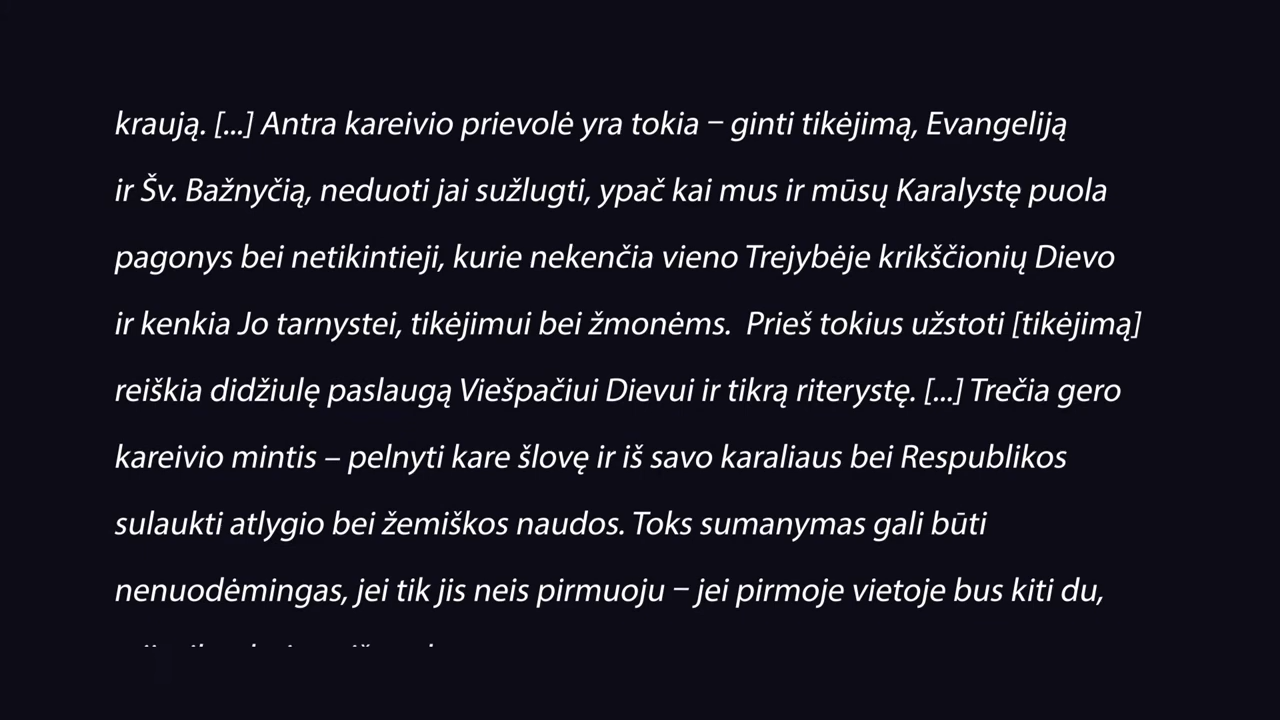 kraują. [...] Antra kareivio prievolė yra tokia – ginti tikėjimą, Evangeliją
ir Šv. Bažnyčią, neduoti jai sužlugti, ypač kai mus ir mūsų Karalystę puola
pagonys bei netikintieji, kurie nekenčia vieno Trejybėje krikščionių Dievo
ir kenkia Jo tarnystei, tikėjimui bei žmonėms.  Prieš tokius užstoti [tikėjimą]
reiškia didžiulę paslaugą Viešpačiui Dievui ir tikrą riterystę. [...] Trečia gero
kareivio mintis – pelnyti kare šlovę ir iš savo karaliaus bei Respublikos
sulaukti atlygio bei žemiškos naudos. Toks sumanymas gali būti
nenuodėmingas, jei tik jis neis pirmuoju – jei pirmoje vietoje bus kiti du,